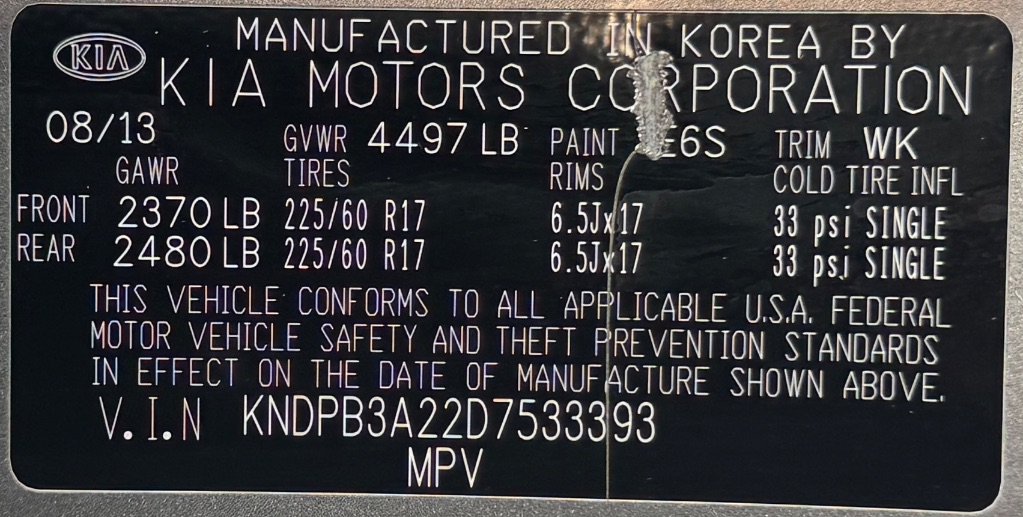 KIA
MANUFACTURED IN KOREA BY
KIA MOTORS CORPORATION
08/13 GVWR 4497 LB PAINT E6S TRIM WK
GAWR TIRES RIMS COLD TIRE INFL
FRONT 2370 LB 225/60 R17 6.5Jx17 33 psi SINGLE
REAR 2480 LB 225/60 R17 6.5Jx17 33 psi SINGLE
THIS VEHICLE CONFORMS TO ALL APPLICABLE U.S.A. FEDERAL
MOTOR VEHICLE SAFETY AND THEFT PREVENTION STANDARDS
IN EFFECT ON THE DATE OF MANUFACTURE SHOWN ABOVE.
V.I.N KNDPB3A22D7533393
MPV